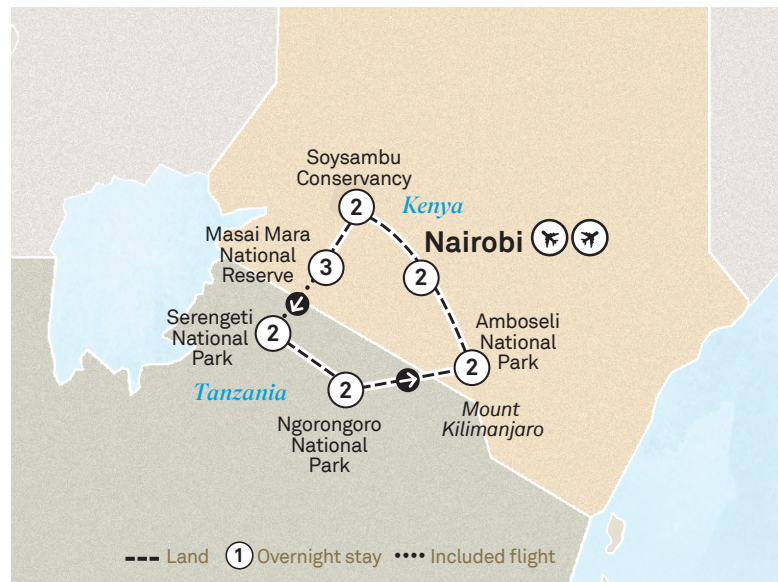 Soysambu
Conservancy
2
Kenya
Masai Mara
National
Reserve
3
Nairobi
2
Serengeti
National
Park
2
Amboseli
National
Park
2
Tanzania
2
Ngorongoro
National
Park
Mount
Kilimanjaro
Land
1 Overnight stay
Included flight